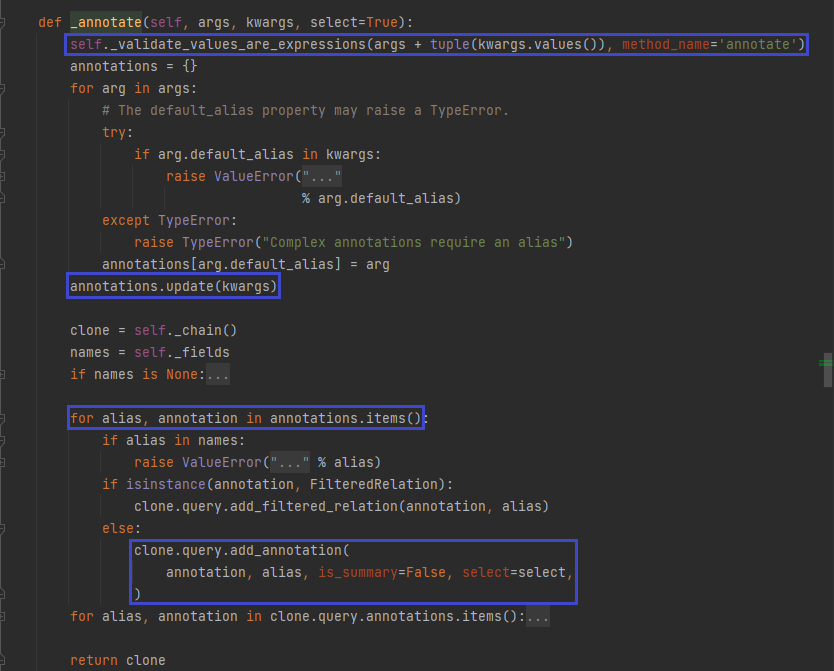 def _annotate(self, args, kwargs, select=True):
    self._validate_values_are_expressions(args + tuple(kwargs.values()), method_name='annotate')
    annotations = {}
    for arg in args:
        # The default_alias property may raise a TypeError.
        try:
            if arg.default_alias in kwargs:
                raise ValueError("..."
                                 % arg.default_alias)
        except TypeError:
            raise TypeError("Complex annotations require an alias")
        annotations[arg.default_alias] = arg
    annotations.update(kwargs)

    clone = self._chain()
    names = self._fields
    if names is None:...

    for alias, annotation in annotations.items():
        if alias in names:
            raise ValueError("..." % alias)
        if isinstance(annotation, FilteredRelation):
            clone.query.add_filtered_relation(annotation, alias)
        else:
            clone.query.add_annotation(
                annotation, alias, is_summary=False, select=select,
            )
    for alias, annotation in clone.query.annotations.items():...

    return clone